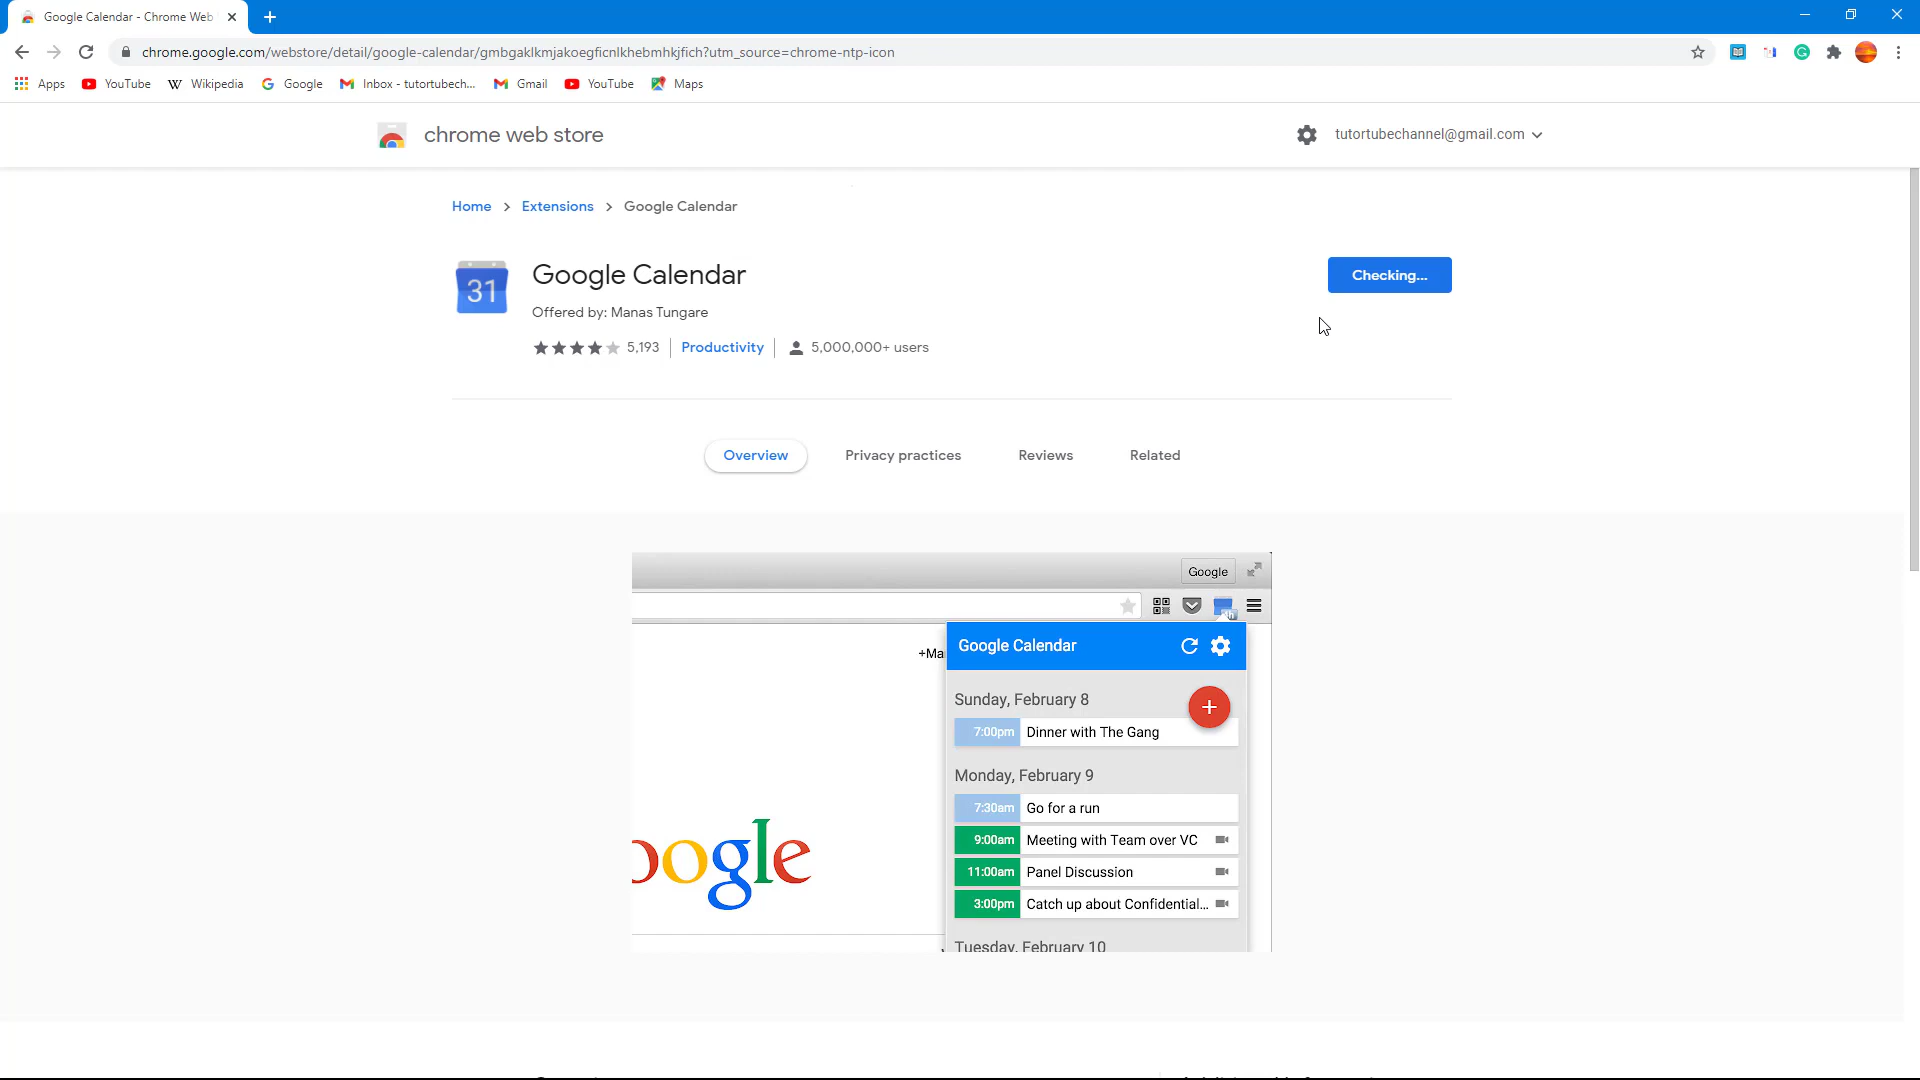 Google Calendar - Chrome Web
chrome.google.com/webstore/detail/google-calendar/gmbgaklkmjakoegficnlkhebmhkjfich?utm_source=chrome-ntp-icon
Apps YouTube Wikipedia Google Inbox - tutortubech... Gmail YouTube Maps
chrome web store
tutortubechannel@gmail.com
Home > Extensions > Google Calendar
31
Google Calendar
Checking...
Offered by: Manas Tungare
5,193 Productivity 5,000,000+ users
Overview Privacy practices Reviews Related
Google
+Ma
Google Calendar
Sunday, February 8
7:00pm Dinner with The Gang
Monday, February 9
7:30am Go for a run
oogle
9:00am Meeting with Team over VC
11:00am Panel Discussion
3:00pm Catch up about Confidential...
Tuesday, February 10